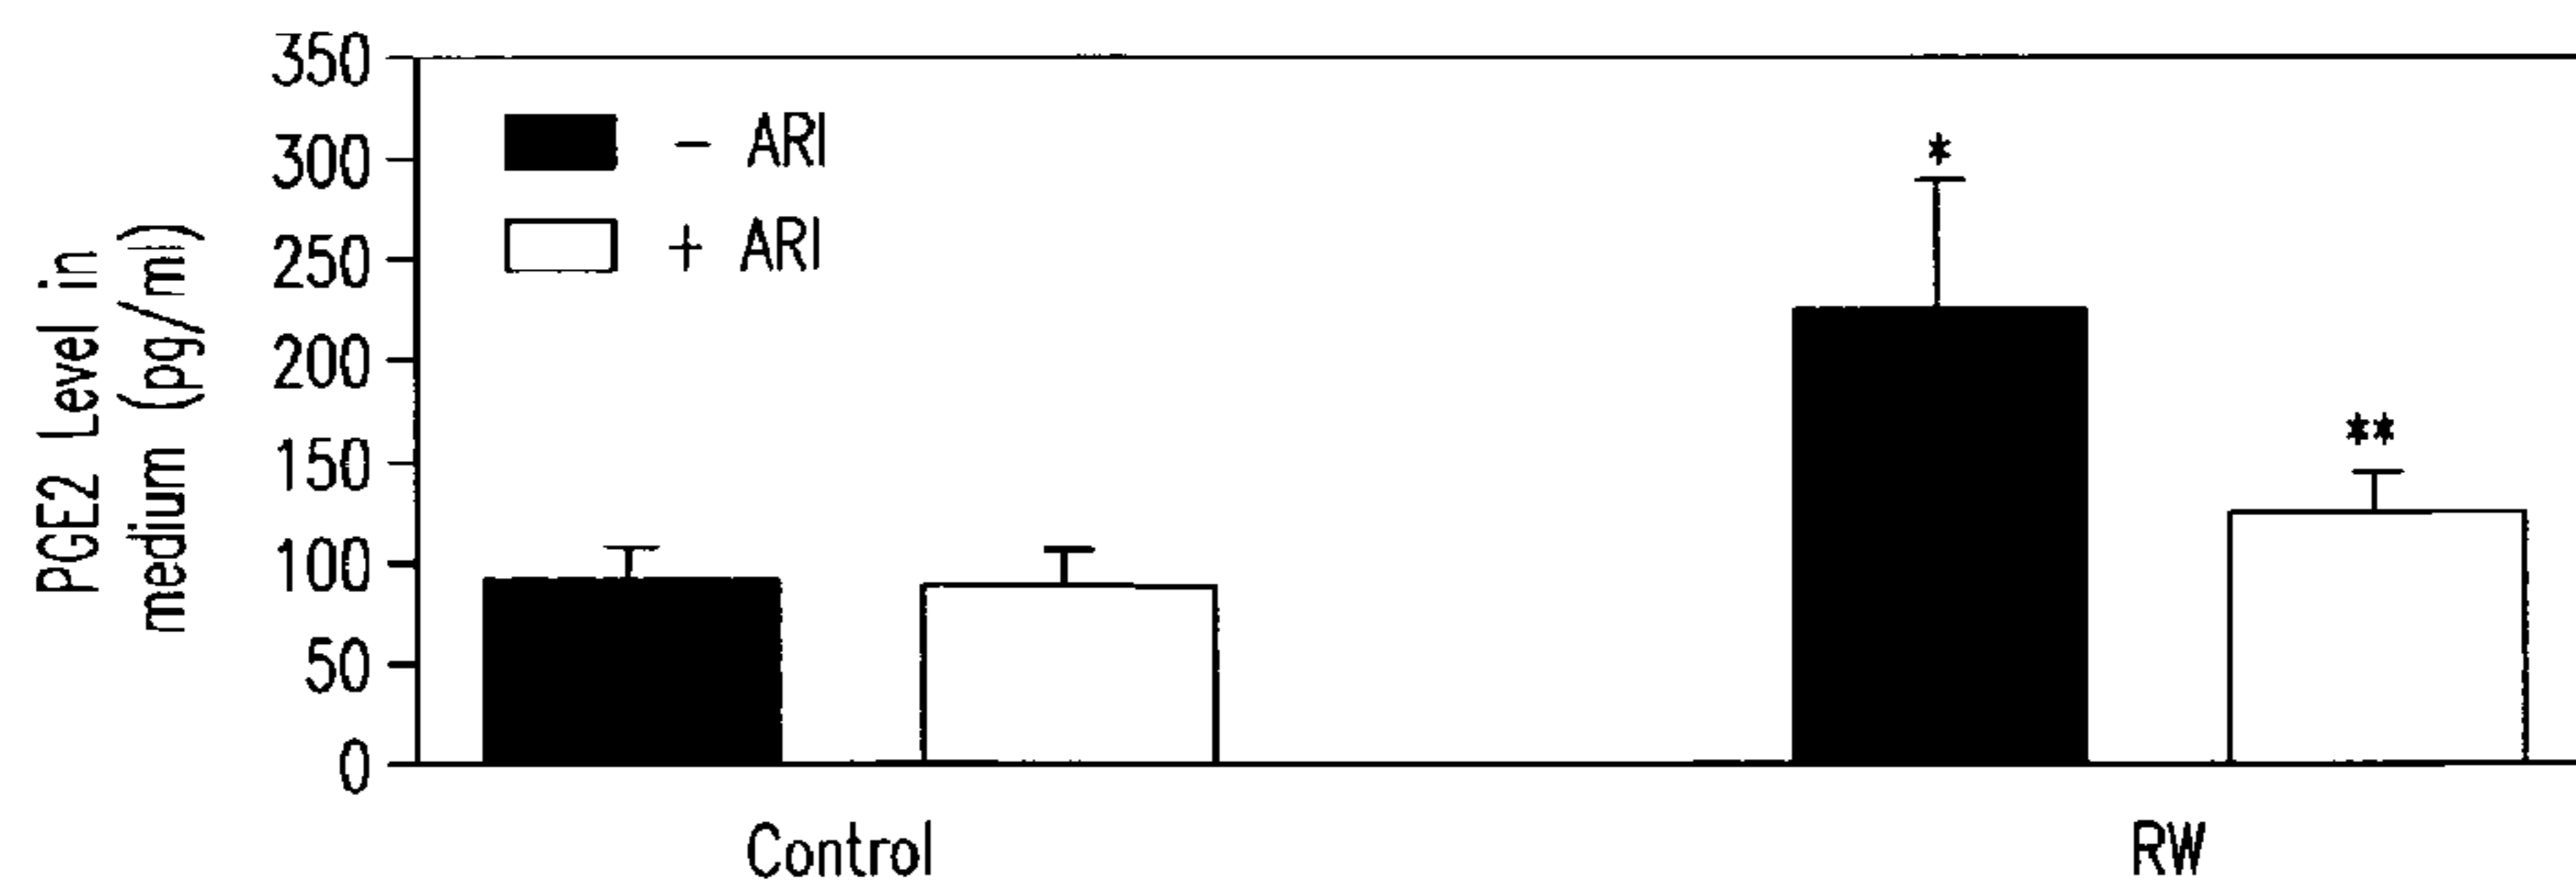 PGE2 Level in
medium (pg/ml)
350
300
250
200
150
100
50
0
- ARI
+ ARI
*
**
Control
RW